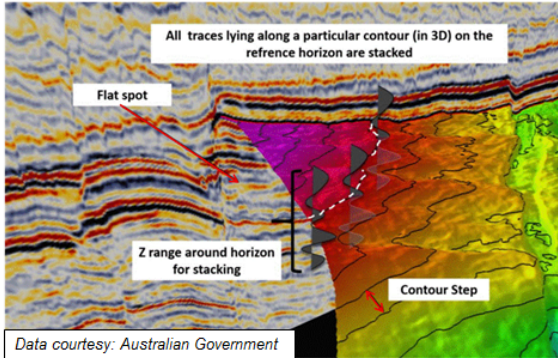 All traces lying along a particular contour (in 3D) on the
refrence horizon are stacked
Flat spot
Z range around horizon
for stacking
Contour Step
Data courtesy: Australian Government